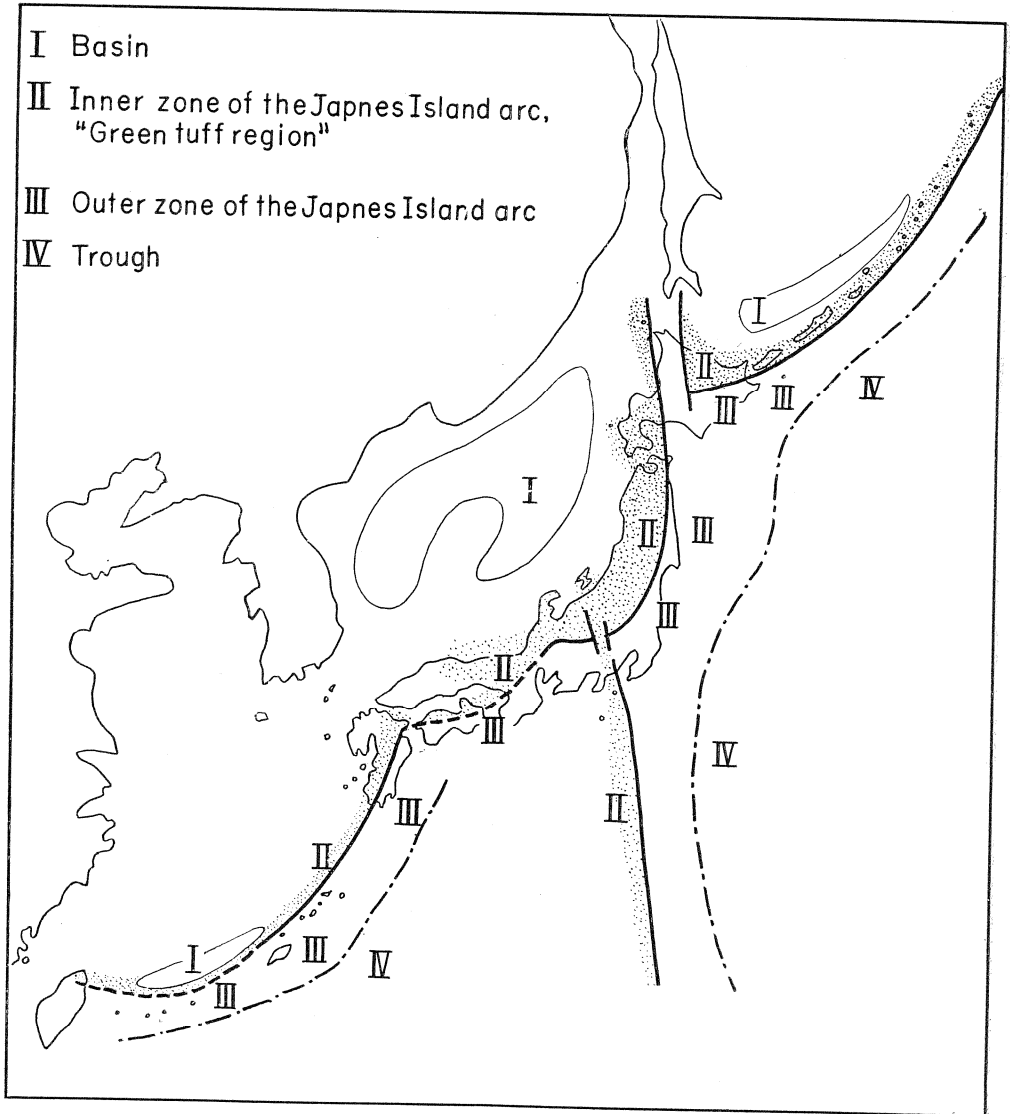 I Basin
II Inner zone of the Japnes Island arc,
"Green tuff region"
III Outer zone of the Japnes Island arc
IV Trough
I
II
III
III
IV
I
II
III
III
II
III
IV
II
III
II
I
III
IV
III